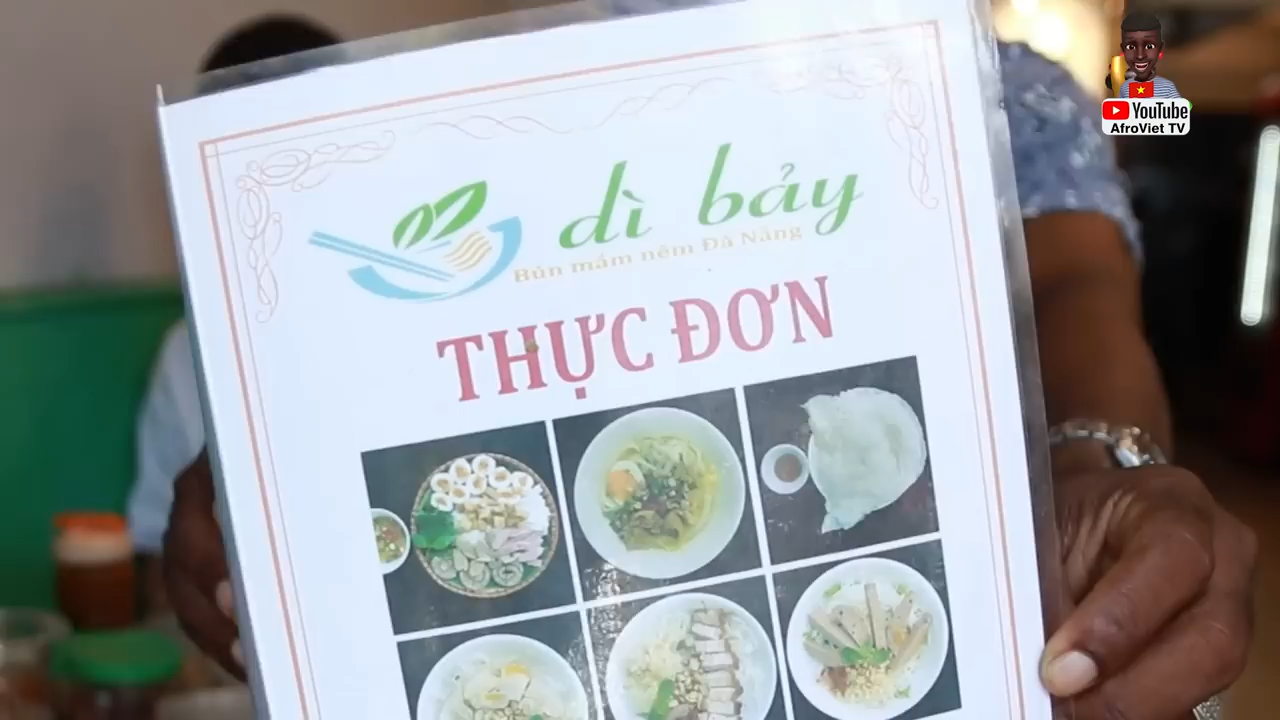 YouTube
AfroViet TV
dì bảy
Bún mắm nêm Đà Nẵng
THỰC ĐƠN